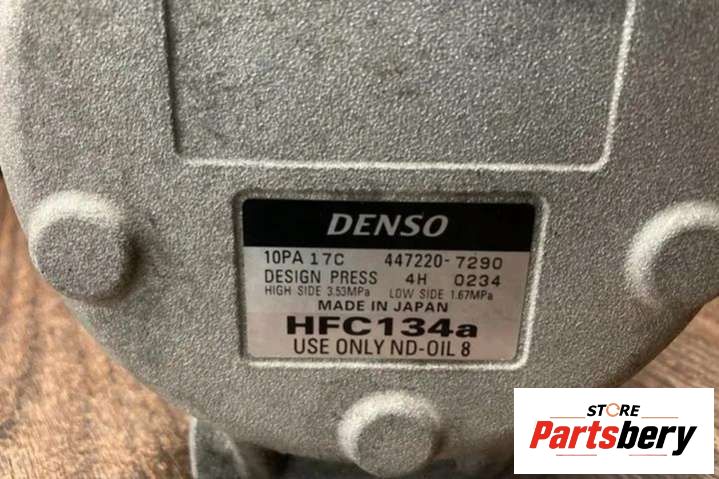 DENSO
10PA 17C 447220-7290
DESIGN PRESS 4H 0234
HIGH SIDE 3.53MPa LOW SIDE 1.67MPa
MADE IN JAPAN
HFC134a
USE ONLY ND-OIL 8
STORE
Partsbery